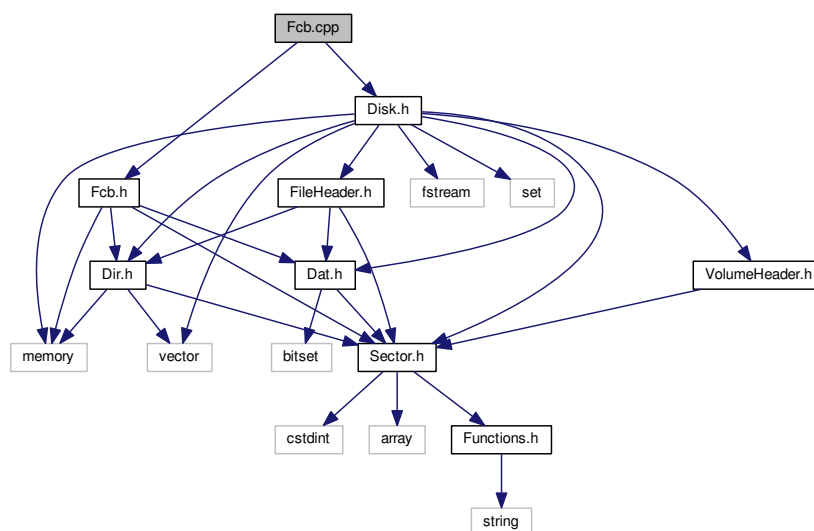 Fcb.cpp
Disk.h
Fcb.h
FileHeader.h
fstream
set
Dir.h
Dat.h
VolumeHeader.h
memory
vector
bitset
Sector.h
cstdint
array
Functions.h
string